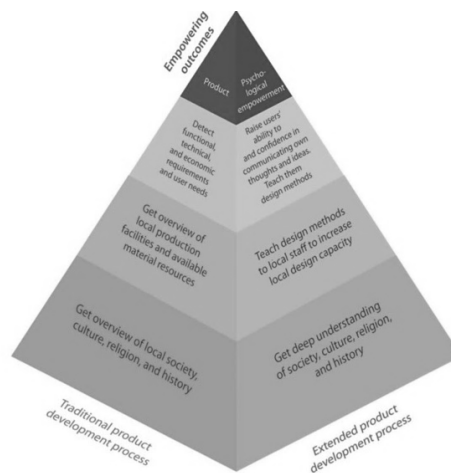 Empowering
outcomes
Product
Psycho-
logical
empowerment
Detect
functional,
technical,
and economic
requirements
and user needs
Raise users'
ability to
and confidence in
communicating own
thoughts and ideas.
Teach them
design methods
Get overview of
local production
facilities and available
material resources
Teach design methods
to local staff to increase
local design capacity
Get overview of local society,
culture, religion, and history
Get deep understanding
of society, culture, religion,
and history
Traditional product
development process
Extended product
development process